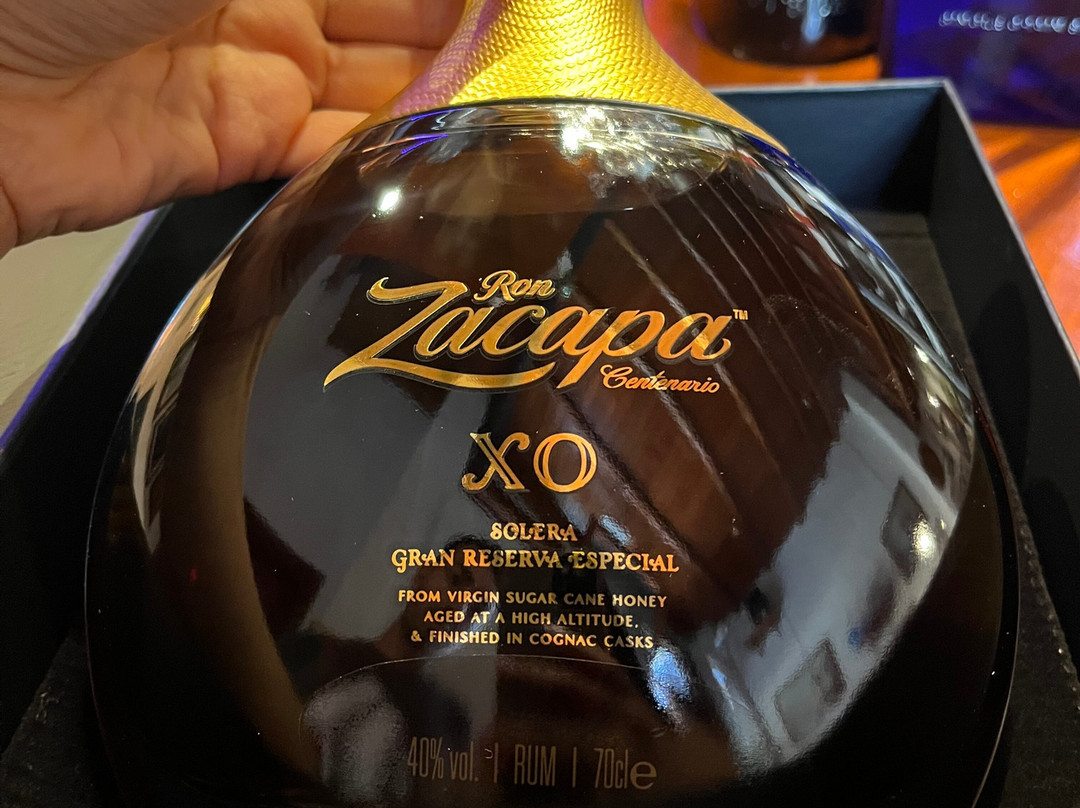 Ron
Zacapa™
Centenario
XO
SOLERA
GRAN RESERVA ESPECIAL
FROM VIRGIN SUGAR CANE HONEY
AGED AT A HIGH ALTITUDE,
& FINISHED IN COGNAC CASKS
40% vol. | RUM | 70cl e